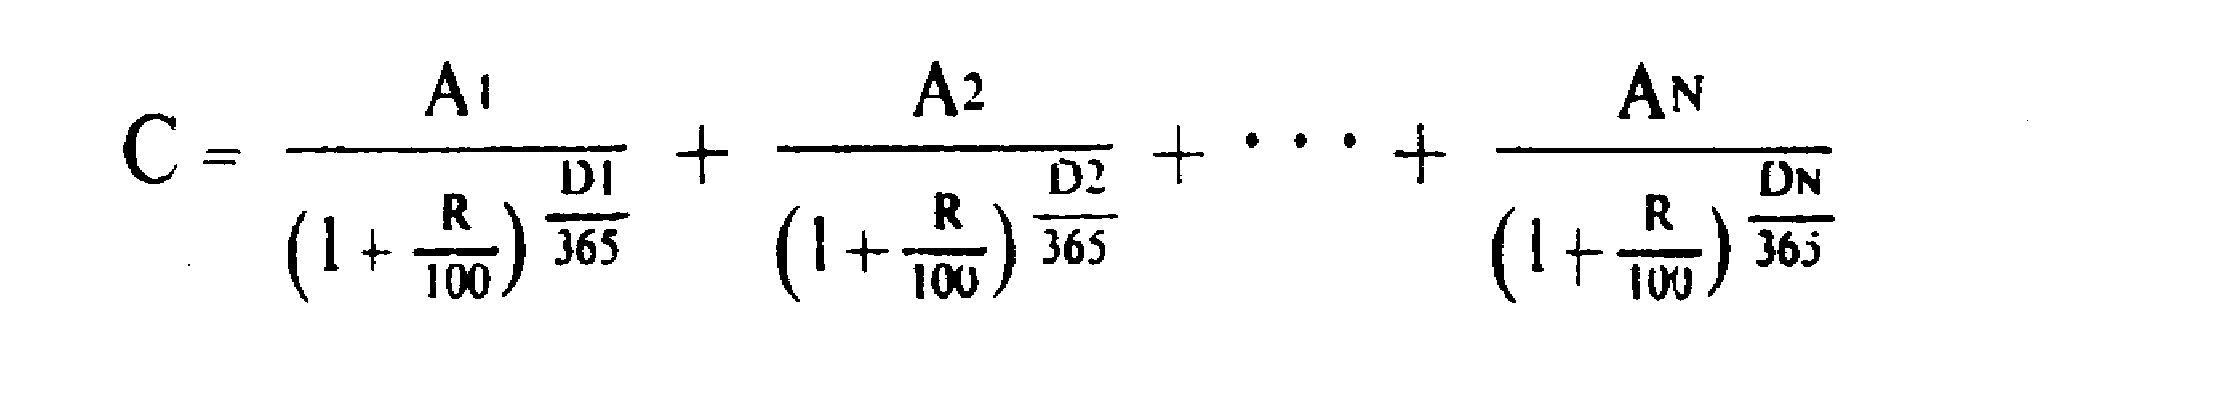 C = A1 / (1 + R/100)^(D1/365) + A2 / (1 + R/100)^(D2/365) + · · · + AN / (1 + R/100)^(DN/365)